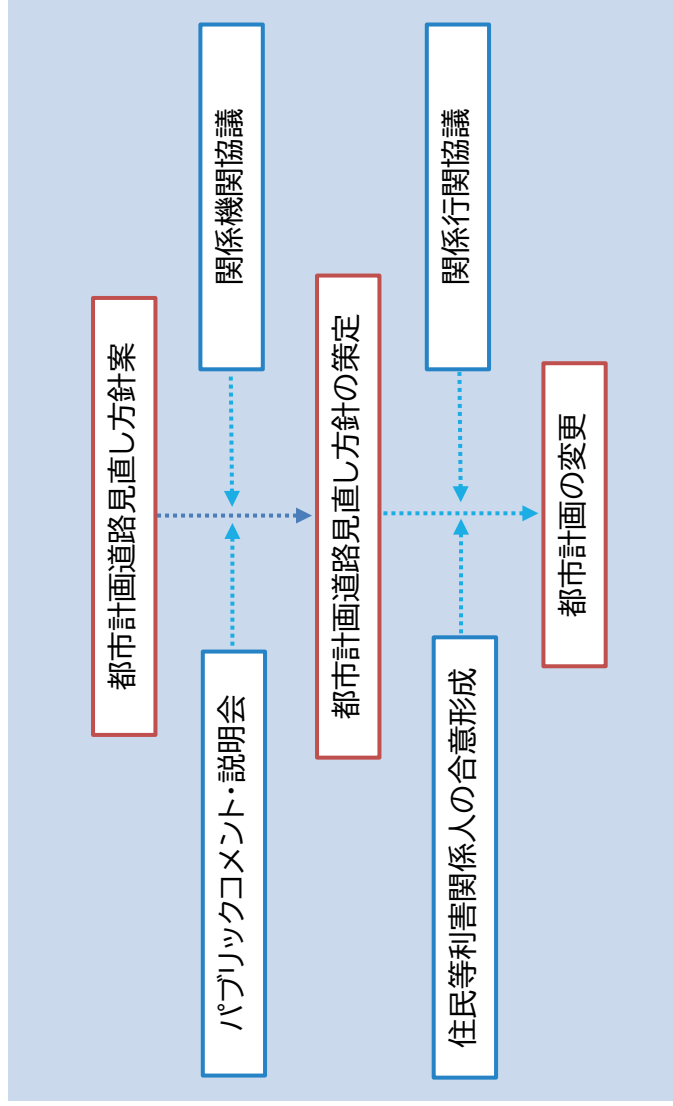 都市計画道路見直し方針案
パブリックコメント・説明会
関係機関協議
都市計画道路見直し方針の策定
住民等利害関係人の合意形成
関係行関協議
都市計画の変更